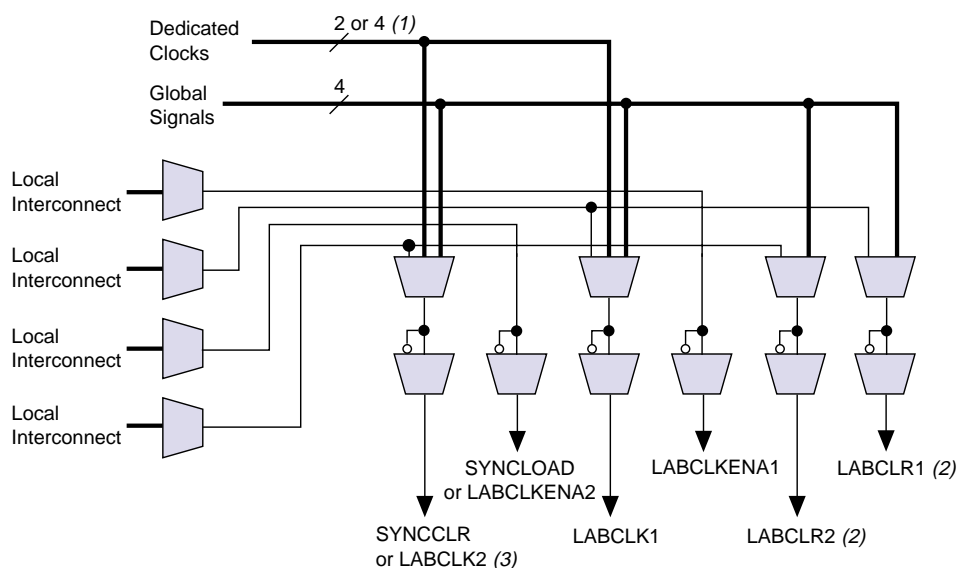 Dedicated
Clocks
2 or 4 (1)
Global
Signals
4
Local
Interconnect
Local
Interconnect
Local
Interconnect
Local
Interconnect
SYNCLOAD
or LABCLKENA2
LABCLKENA1
LABCLR1 (2)
SYNCCLR
or LABCLK2 (3)
LABCLK1
LABCLR2 (2)